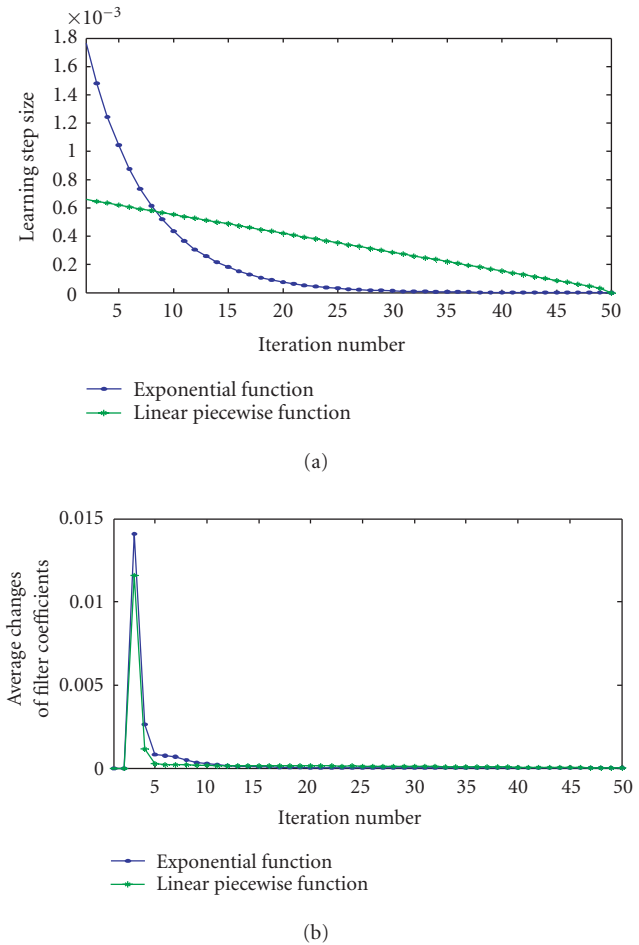 ×10⁻³
1.8
1.6
1.4
1.2
1
0.8
0.6
0.4
0.2
0
Learning step size
5 10 15 20 25 30 35 40 45 50
Iteration number
Exponential function
Linear piecewise function
(a)
0.015
0.01
0.005
0
Average changes
of filter coefficients
5 10 15 20 25 30 35 40 45 50
Iteration number
Exponential function
Linear piecewise function
(b)